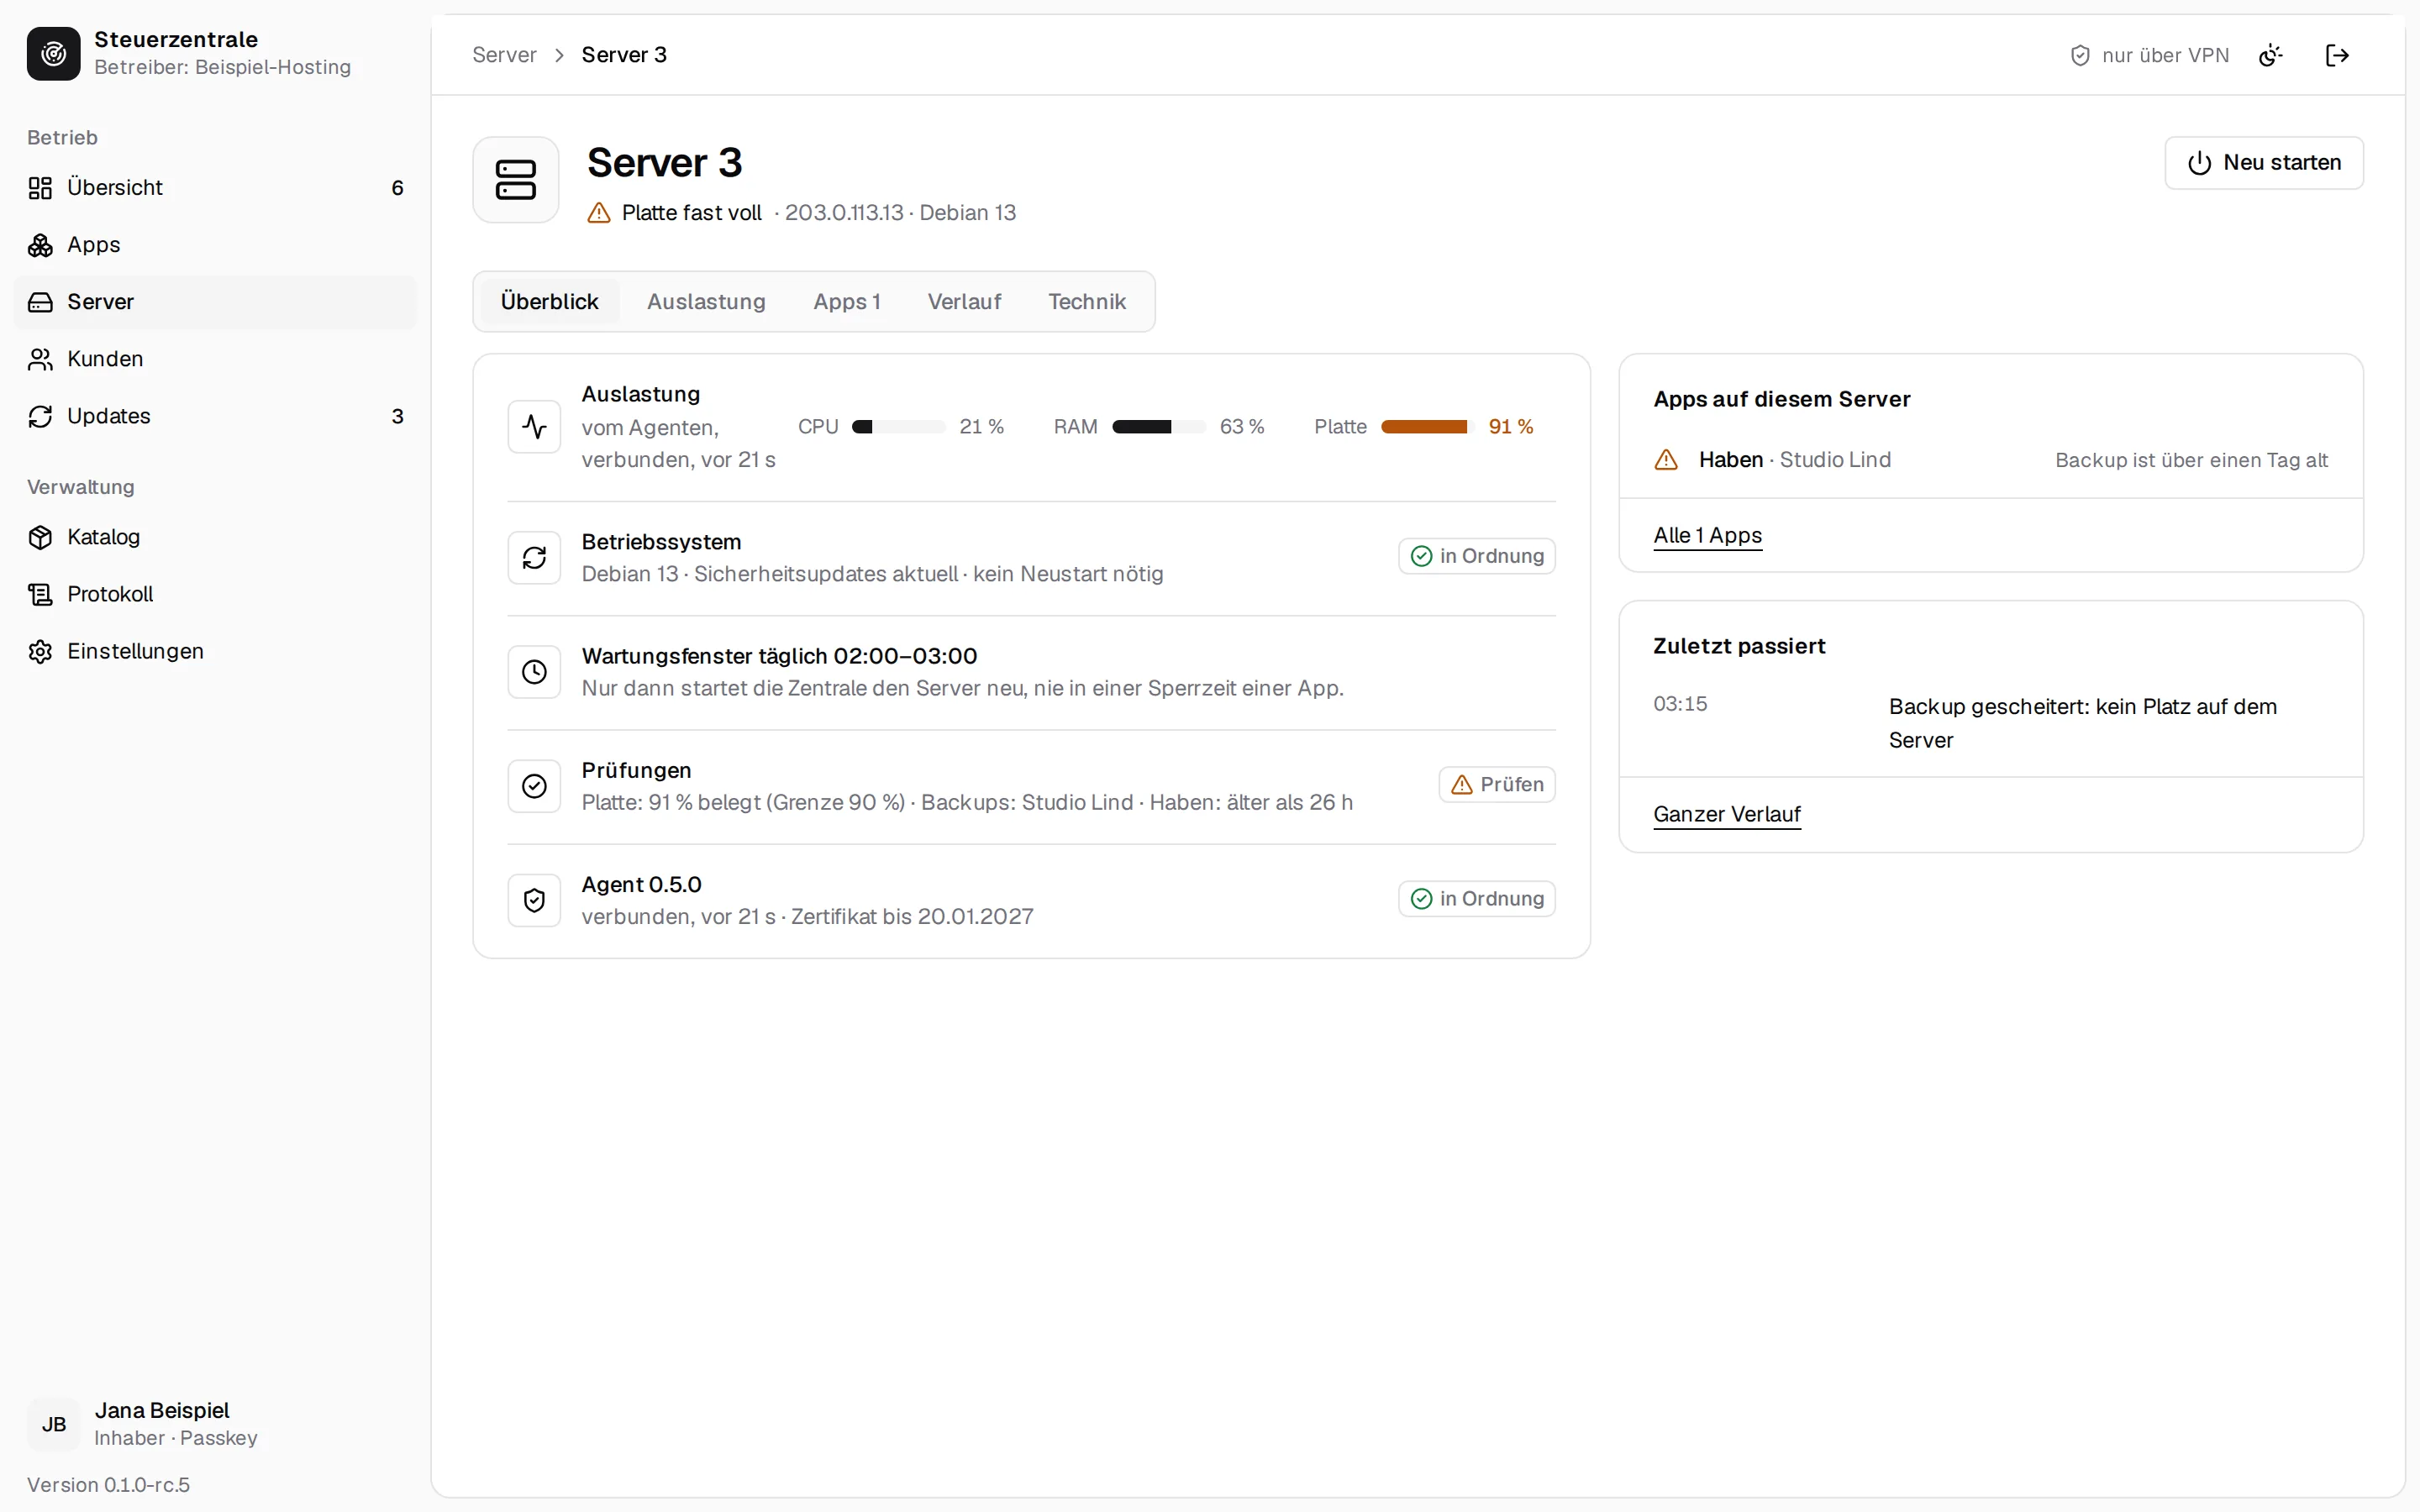 Steuerzentrale
Betreiber: Beispiel-Hosting
Betrieb
Übersicht 6
Apps
Server
Kunden
Updates 3
Verwaltung
Katalog
Protokoll
Einstellungen
JB
Jana Beispiel
Inhaber · Passkey
Version 0.1.0-rc.5
Server > Server 3
nur über VPN
Server 3
Platte fast voll · 203.0.113.13 · Debian 13
Neu starten
Überblick Auslastung Apps 1 Verlauf Technik
Auslastung
vom Agenten,
verbunden, vor 21 s
CPU 21 % RAM 63 % Platte 91 %
Betriebssystem
Debian 13 · Sicherheitsupdates aktuell · kein Neustart nötig
in Ordnung
Wartungsfenster täglich 02:00–03:00
Nur dann startet die Zentrale den Server neu, nie in einer Sperrzeit einer App.
Prüfungen
Platte: 91 % belegt (Grenze 90 %) · Backups: Studio Lind · Haben: älter als 26 h
Prüfen
Agent 0.5.0
verbunden, vor 21 s · Zertifikat bis 20.01.2027
in Ordnung
Apps auf diesem Server
Haben · Studio Lind Backup ist über einen Tag alt
Alle 1 Apps
Zuletzt passiert
03:15 Backup gescheitert: kein Platz auf dem
Server
Ganzer Verlauf